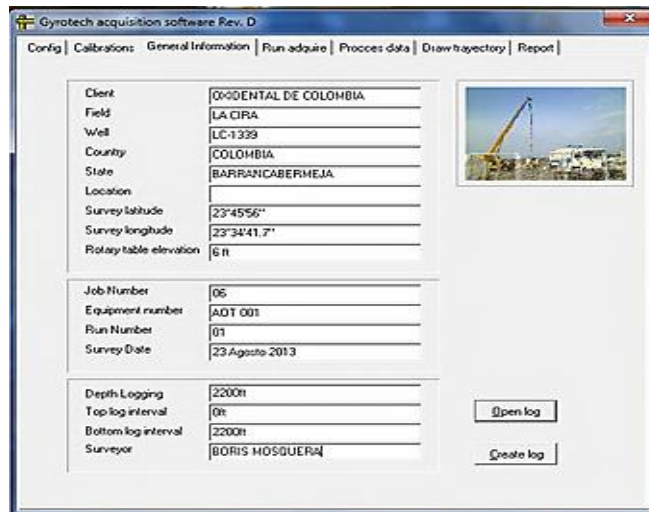 Gyrotech acquisition software Rev. D
Config | Calibrations | General Information | Run adquire | Procces data | Draw trayectory | Report
Client OXIDENTAL DE COLOMBIA
Field LA CIRA
Well LC-1339
Country COLOMBIA
State BARRANCABERMEJA
Location
Survey latitude 23°45'56''
Survey longitude 23°34'41.7''
Rotary table elevation 6 ft
Job Number 06
Equipment number AOT 001
Run Number 01
Survey Date 23 Agosto 2013
Depth Logging 2200ft
Top log interval 0ft
Bottom log interval 2200ft
Surveyor BORIS MOSQUERA
Open log
Create log